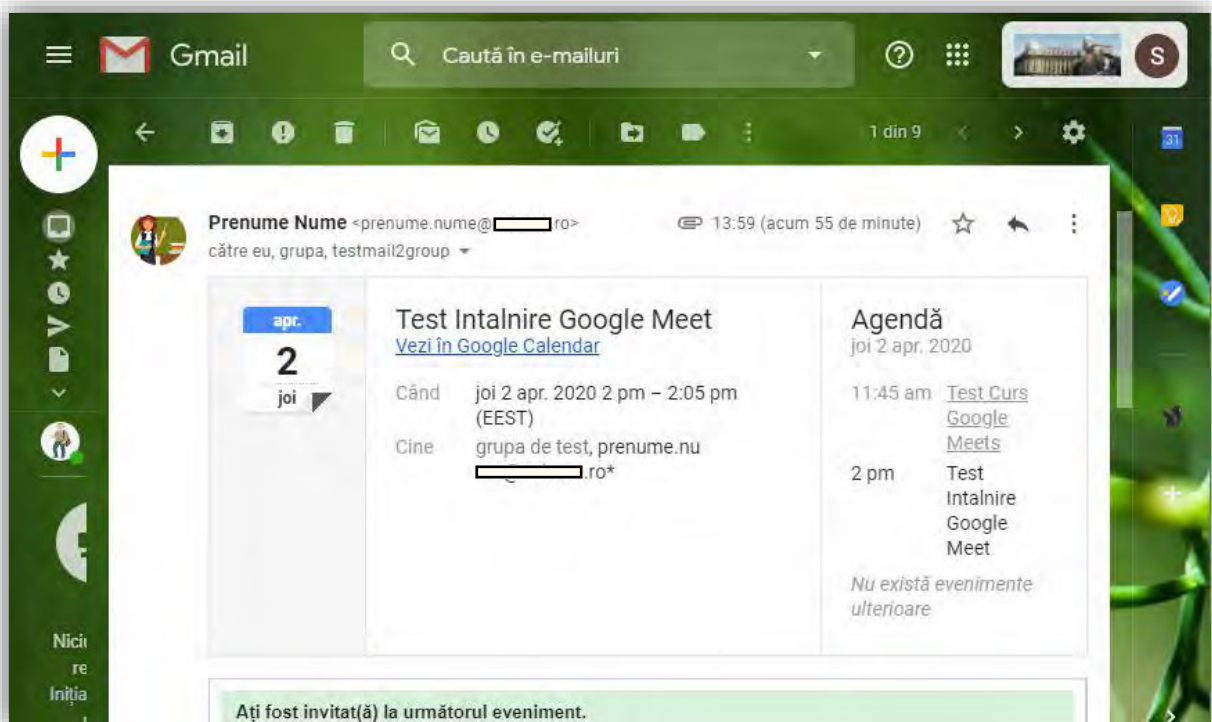 Gmail
Caută în e-mailuri
S
1 din 9
31
Prenume Nume <prenume.nume@ .ro>
13:59 (acum 55 de minute)
către eu, grupa, testmail2group
apr.
2
joi
Test Intalnire Google Meet
Vezi în Google Calendar
Când joi 2 apr. 2020 2 pm – 2:05 pm
(EEST)
Cine grupa de test, prenume.nu
.ro*
Agendă
joi 2 apr. 2020
11:45 am Test Curs
Google
Meets
2 pm Test
Intalnire
Google
Meet
Nu există evenimente
ulterioare
re
Iniția
Ați fost invitat(ă) la următorul eveniment.